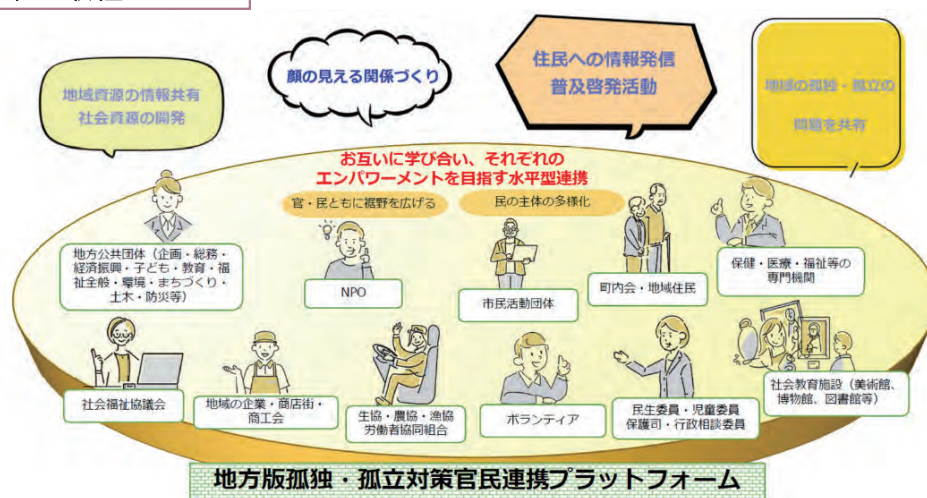 地域資源の情報共有
社会資源の開発
顔の見える関係づくり
住民への情報発信
普及啓発活動
地域の孤独・孤立の
問題を共有
お互いに学び合い、それぞれの
エンパワーメントを目指す水平型連携
官・民ともに裾野を広げる
民の主体の多様化
地方公共団体（企画・総務・
経済振興・子ども・教育・福
祉全般・環境・まちづくり・
土木・防災等）
NPO
市民活動団体
町内会・地域住民
保健・医療・福祉等の
専門機関
社会福祉協議会
地域の企業・商店街・
商工会
生協・農協・漁協
労働者協同組合
ボランティア
民生委員・児童委員
保護司・行政相談委員
社会教育施設（美術館、
博物館、図書館等）
地方版孤独・孤立対策官民連携プラットフォーム